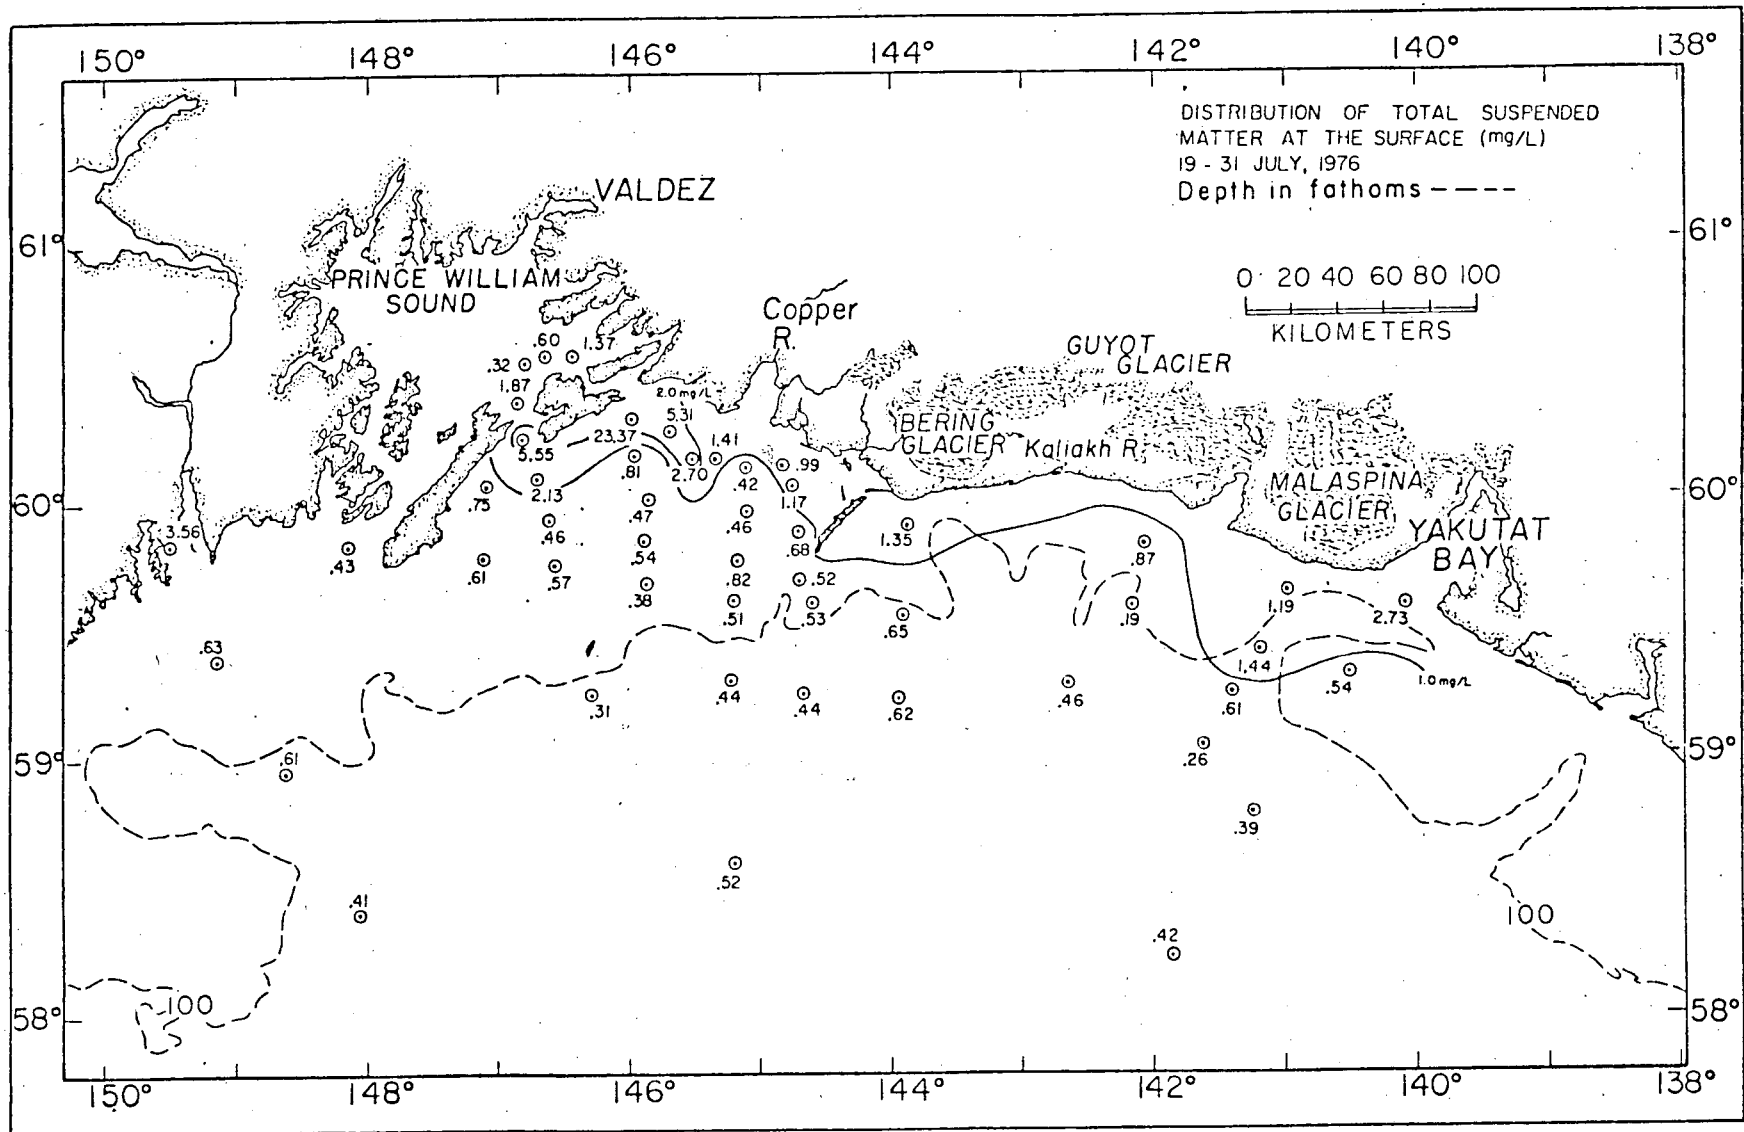 150° 148° 146° 144° 142° 140° 138°
DISTRIBUTION OF TOTAL SUSPENDED
MATTER AT THE SURFACE (mg/L)
19 - 31 JULY, 1976
Depth in fathoms ----
VALDEZ
61°
61°
PRINCE WILLIAM
SOUND
0 20 40 60 80 100
KILOMETERS
Copper
R.
GUYOT
GLACIER
.60
1.37
.32
1.87
2.0 mg/L
5.31
BERING
GLACIER
Kaliakh R.
23.37
1.41
5.55
.81
2.70
.99
.42
MALASPINA
GLACIER
60°
60°
2.13
.75
1.17
.47
.46
.46
YAKUTAT
BAY
3.56
1.35
.68
.43
.54
.87
.61
.57
.82
.52
.38
.51
.53
.65
.19
1.19
2.73
.63
1.44
.54
1.0 mg/L
.31
.44
.44
.62
.46
.61
59°
59°
.61
.26
.39
.52
.41
100
.42
100
58°
58°
150° 148° 146° 144° 142° 140° 138°